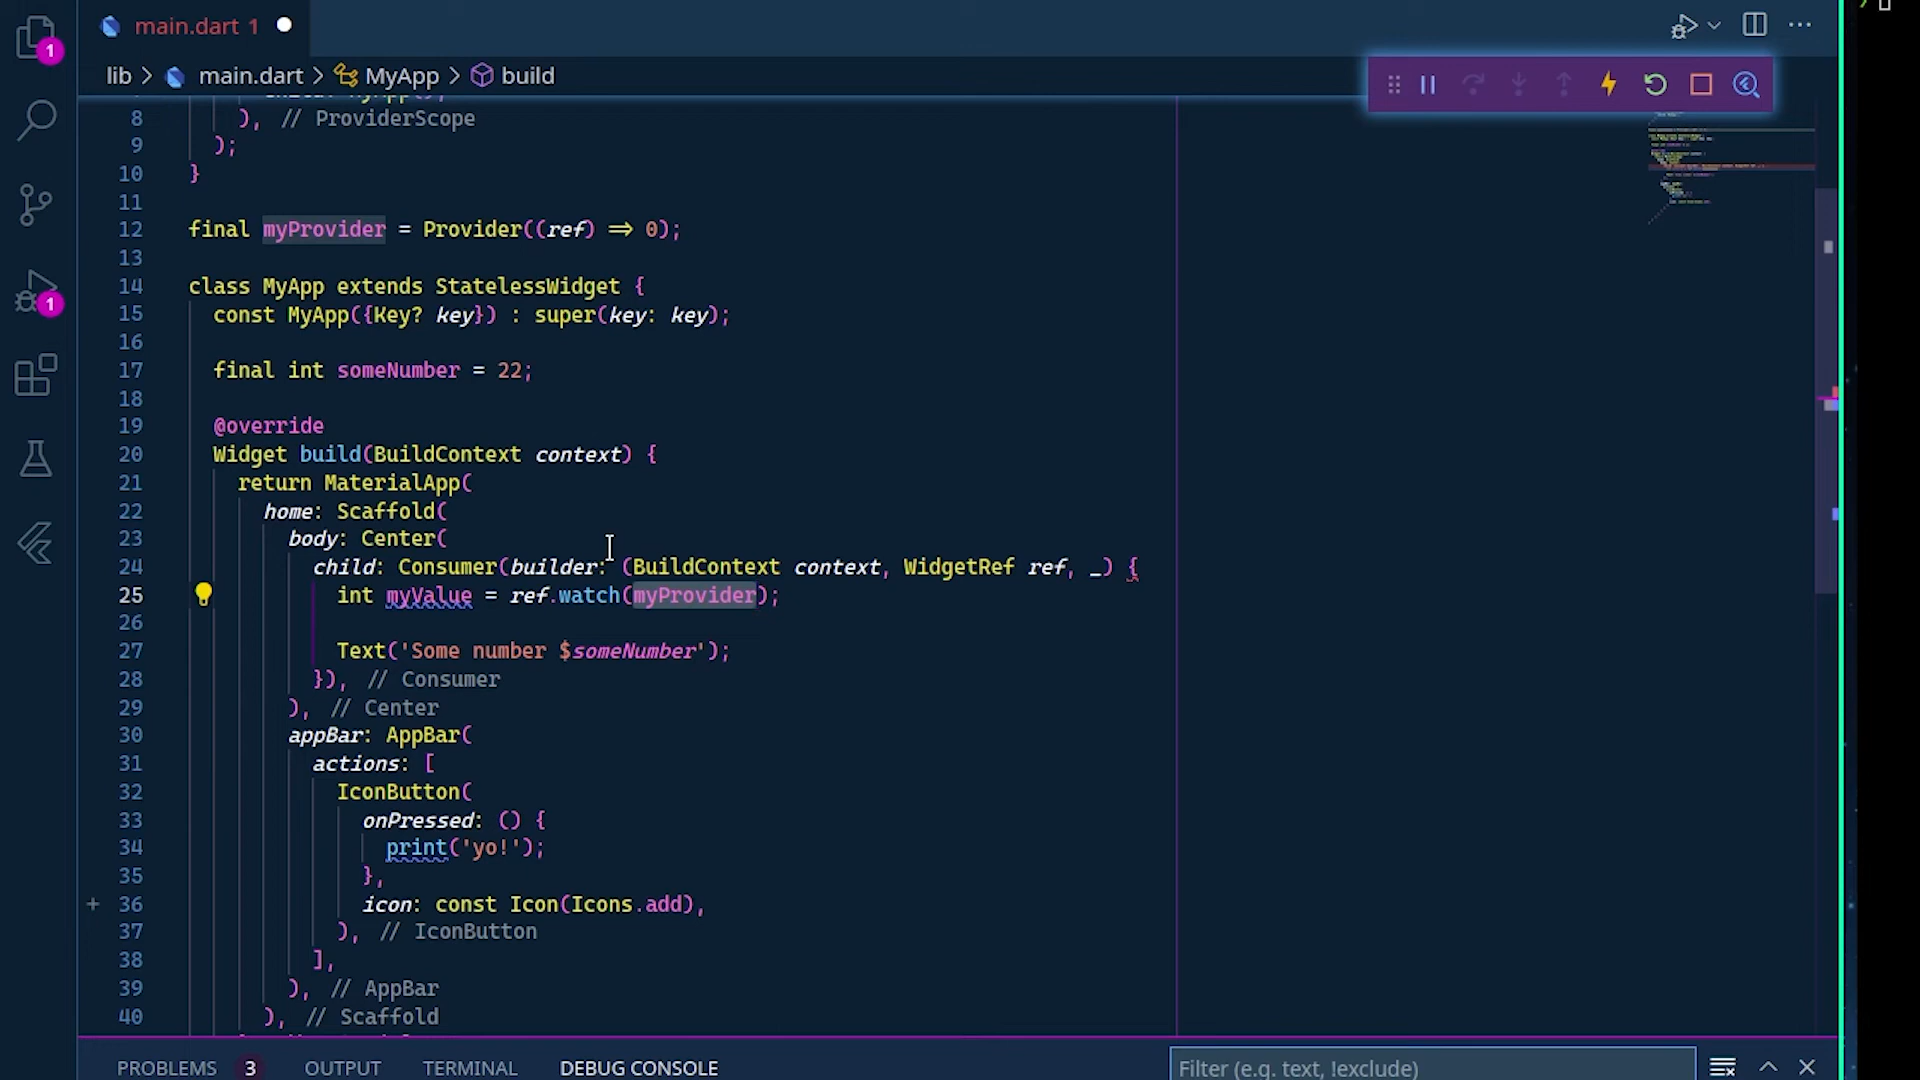 main.dart 1
lib > main.dart > MyApp > build
1
8 ), // ProviderScope
9 );
10 }
11
12 final myProvider = Provider((ref) => 0);
13
14 class MyApp extends StatelessWidget {
15 const MyApp({Key? key}) : super(key: key);
16
17 final int someNumber = 22;
18
19 @override
20 Widget build(BuildContext context) {
21 return MaterialApp(
22 home: Scaffold(
23 body: Center(
24 child: Consumer(builder: (BuildContext context, WidgetRef ref, _) {
25 int myValue = ref.watch(myProvider);
26
27 Text('Some number $someNumber');
28 }), // Consumer
29 ), // Center
30 appBar: AppBar(
31 actions: [
32 IconButton(
33 onPressed: () {
34 print('yo!');
35 },
36 icon: const Icon(Icons.add),
37 ), // IconButton
38 ],
39 ), // AppBar
40 ), // Scaffold
1
PROBLEMS 3 OUTPUT TERMINAL DEBUG CONSOLE Filter (e.g. text, !exclude)